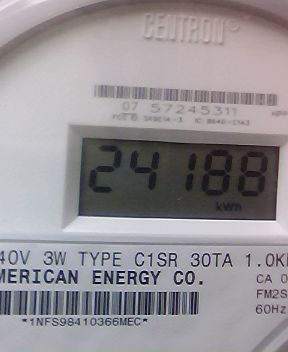 CENTRON®
07 57245311
24188
kWh
40V 3W TYPE C1SR 30TA 1.0K
MERICAN ENERGY CO.
CA 0
FM2S
60Hz
*1NFS98410366MEC*